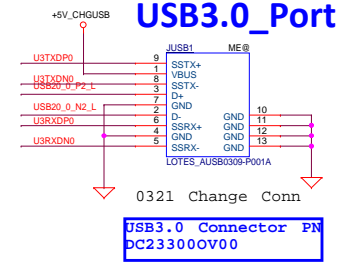 USB3.0_Port
+5V_CHGUSB
JUSB1 ME@
U3TXDP0 9 SSTX+
1 VBUS
U3TXDN0 8 SSTX-
USB20_0_P2_L 3 D+
7 GND
USB20_0_N2_L 2 D- GND 10
U3RXDP0 6 SSRX+ GND 11
4 GND GND 12
U3RXDN0 5 SSRX- GND 13
LOTES_AUSB0309-P001A
0321 Change Conn
USB3.0 Connector PN
DC23300OV00